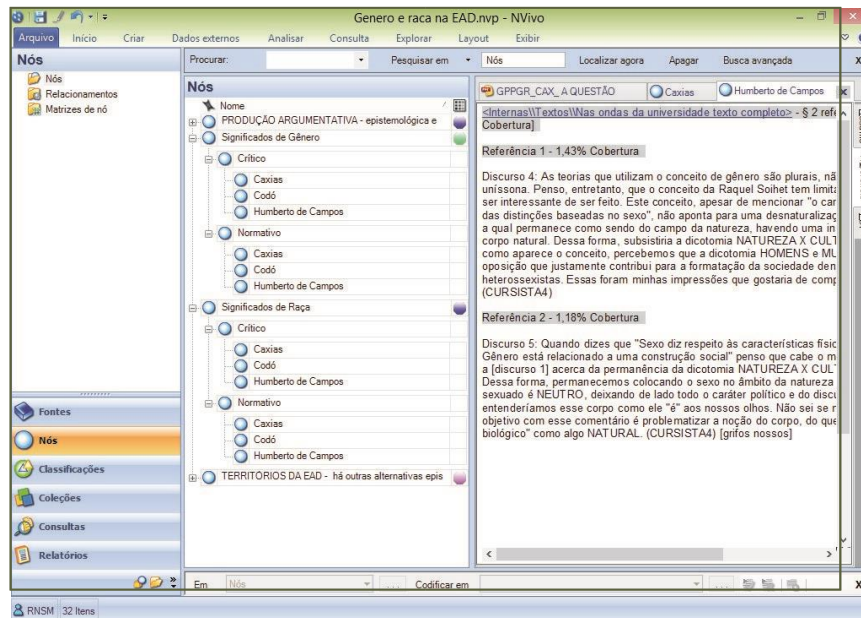 Genero e raca na EAD.nvp - NVivo
Arquivo Início Criar Dados externos Analisar Consulta Explorar Layout Exibir
Nós
Nós
Relacionamentos
Matrizes de nó
Fontes
Nós
Classificações
Coleções
Consultas
Relatórios
Procurar: Pesquisar em Nós Localizar agora Apagar Busca avançada
Nós
Nome
PRODUÇÃO ARGUMENTATIVA - epistemológica e
Significados de Gênero
Crítico
Caxias
Codó
Humberto de Campos
Normativo
Caxias
Codó
Humberto de Campos
Significados de Raça
Crítico
Caxias
Codó
Humberto de Campos
Normativo
Caxias
Codó
Humberto de Campos
TERRITÓRIOS DA EAD - há outras alternativas epis
GPPGR_CAX_ A QUESTÃO Caxias Humberto de Campos
<Internas\\Textos\\Nas ondas da universidade texto completo> - § 2 refe
Cobertura]
Referência 1 - 1,43% Cobertura
Discurso 4: As teorias que utilizam o conceito de gênero são plurais, nã
uníssona. Penso, entretanto, que o conceito da Raquel Soihet tem limita
ser interessante de ser feito. Este conceito, apesar de mencionar "o car
das distinções baseadas no sexo", não aponta para uma desnaturalizaç
a qual permanece como sendo do campo da natureza, havendo uma in
corpo natural. Dessa forma, subsistiria a dicotomia NATUREZA X CULT
como aparece o conceito, percebemos que a dicotomia HOMENS e MU
oposição que justamente contribui para a formatação da sociedade den
heterossexistas. Essas foram minhas impressões que gostaria de comp
(CURSISTA4)
Referência 2 - 1,18% Cobertura
Discurso 5: Quando dizes que "Sexo diz respeito às características físic
Gênero está relacionado a uma construção social" penso que cabe o m
a [discurso 1] acerca da permanência da dicotomia NATUREZA X CUL
Dessa forma, permanecemos colocando o sexo no âmbito da natureza
sexuado é NEUTRO, deixando de lado todo o caráter político e do discu
entenderíamos esse corpo como ele "é" aos nossos olhos. Não sei se r
objetivo com esse comentário é problematizar a noção do corpo, do que
biológico" como algo NATURAL. (CURSISTA4) [grifos nossos]
Em Nós ... Codificar em ...
RNSM 32 Itens